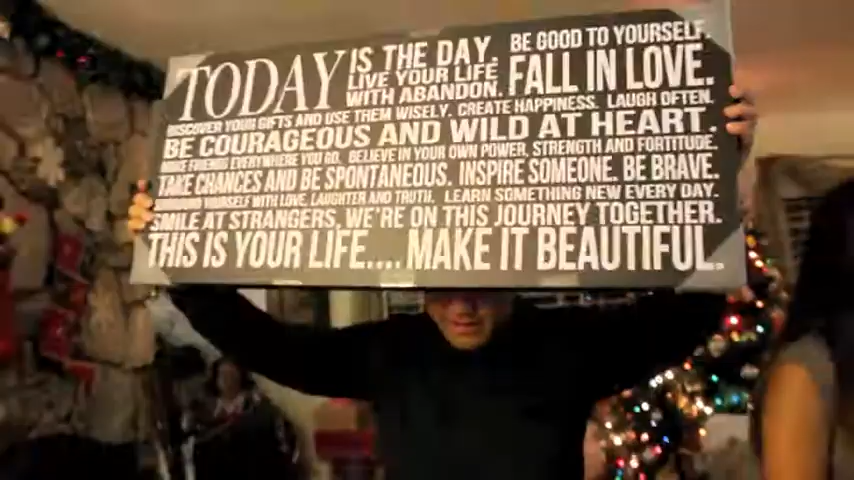 TODAY IS THE DAY. BE GOOD TO YOURSELF.
LIVE YOUR LIFE WITH ABANDON. FALL IN LOVE.
DISCOVER YOUR GIFTS AND USE THEM WISELY. CREATE HAPPINESS. LAUGH OFTEN.
BE COURAGEOUS AND WILD AT HEART.
MAKE FRIENDS EVERYWHERE YOU GO. BELIEVE IN YOUR OWN POWER, STRENGTH AND FORTITUDE.
TAKE CHANCES AND BE SPONTANEOUS. INSPIRE SOMEONE. BE BRAVE.
YOURSELF WITH LOVE, LAUGHTER AND TRUTH. LEARN SOMETHING NEW EVERY DAY.
SMILE AT STRANGERS. WE'RE ON THIS JOURNEY TOGETHER.
THIS IS YOUR LIFE.... MAKE IT BEAUTIFUL.